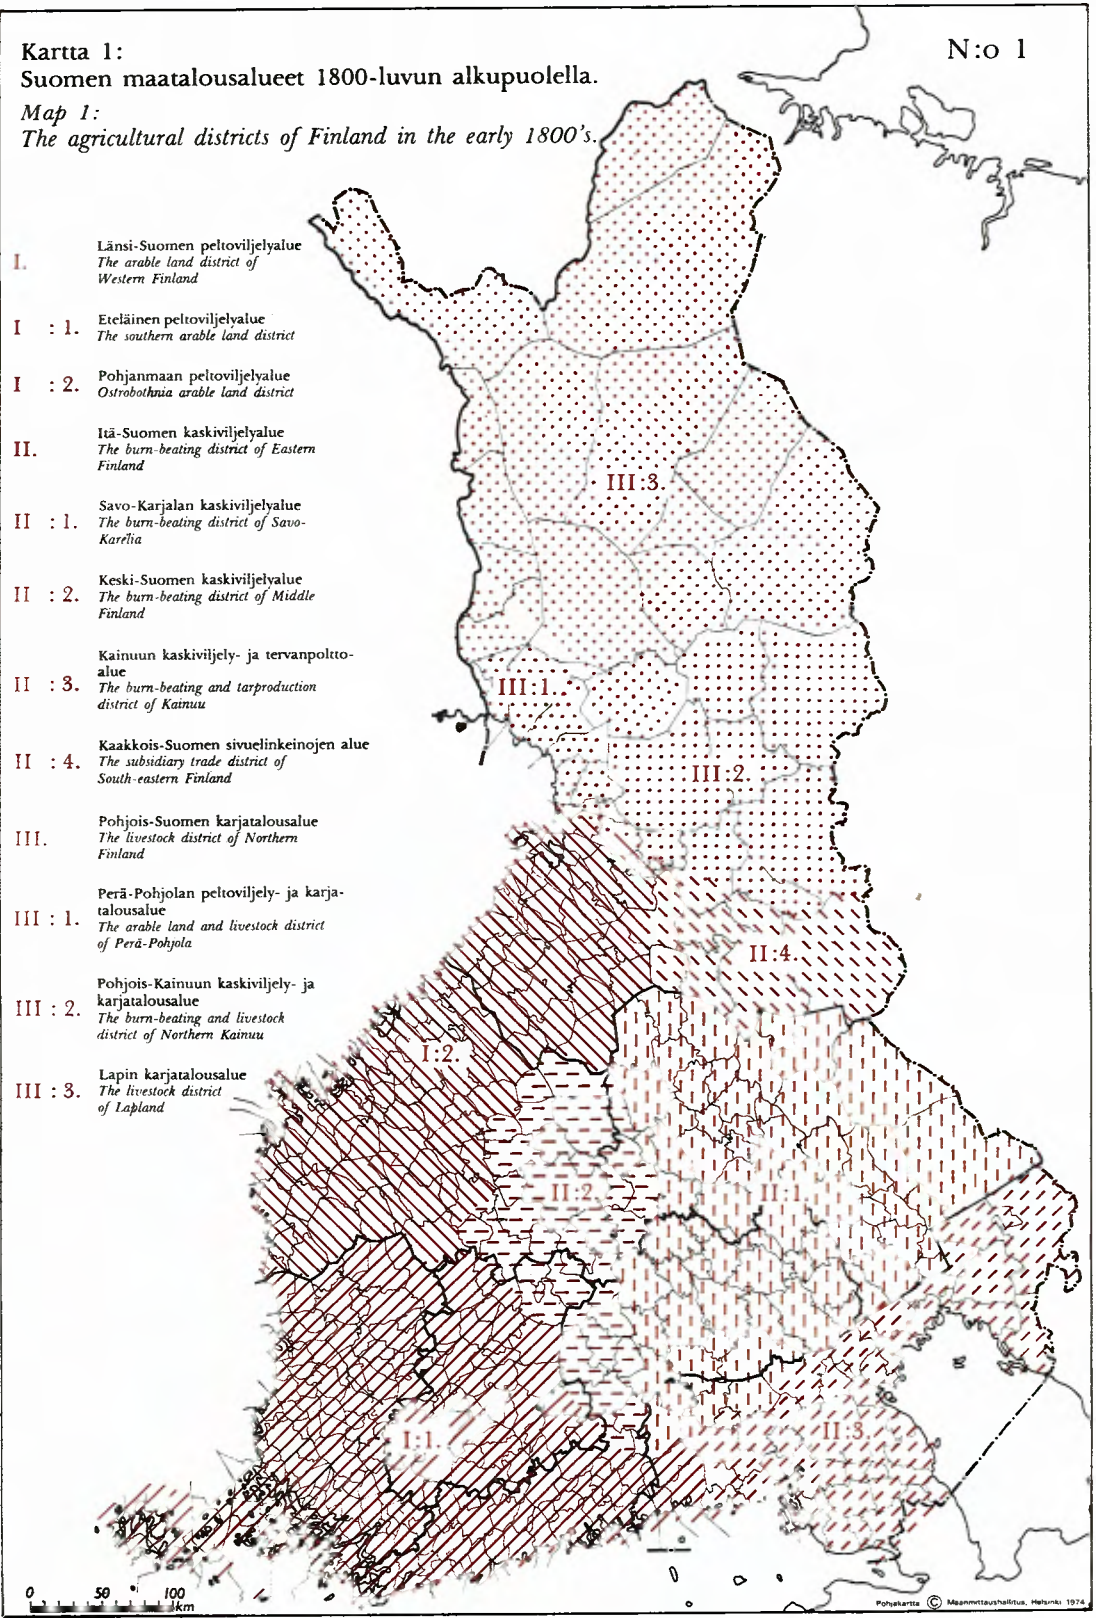 Kartta 1:
Suomen maatalousalueet 1800-luvun alkupuolella.
Map 1:
The agricultural districts of Finland in the early 1800's.
N:o 1
I.
Länsi-Suomen peltoviljelyalue
The arable land district of
Western Finland
I : 1.
Eteläinen peltoviljelyalue
The southern arable land district
I : 2.
Pohjanmaan peltoviljelyalue
Ostrobothnia arable land district
II.
Itä-Suomen kaskiviljelyalue
The burn-beating district of Eastern
Finland
II : 1.
Savo-Karjalan kaskiviljelyalue
The burn-beating district of Savo-
Karelia
II : 2.
Keski-Suomen kaskiviljelyalue
The burn-beating district of Middle
Finland
II : 3.
Kainuun kaskiviljely- ja tervanpoltto-
alue
The burn-beating and tarproduction
district of Kainuu
II : 4.
Kaakkois-Suomen sivuelinkeinojen alue
The subsidiary trade district of
South-eastern Finland
III.
Pohjois-Suomen karjatalousalue
The livestock district of Northern
Finland
III : 1.
Perä-Pohjolan peltoviljely- ja karja-
talousalue
The arable land and livestock district
of Perä-Pohjola
III : 2.
Pohjois-Kainuun kaskiviljely- ja
karjatalousalue
The burn-beating and livestock
district of Northern Kainuu
III : 3.
Lapin karjatalousalue
The livestock district
of Lapland
III:3.
III:1.
III:2.
II:4.
I:2.
II:2.
II:1.
I:1.
II:3.
0 50 100
km
Pohjakartta © Maanmittaushallitus, Helsinki 1974